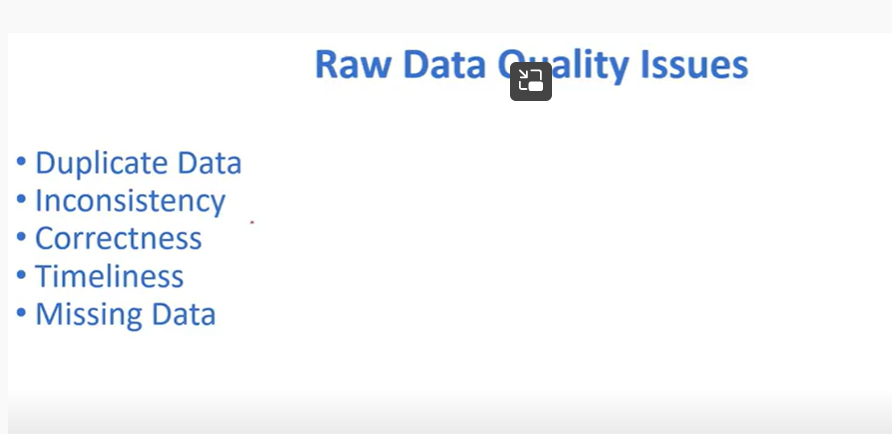 Raw Data Quality Issues
• Duplicate Data
• Inconsistency
• Correctness
• Timeliness
• Missing Data